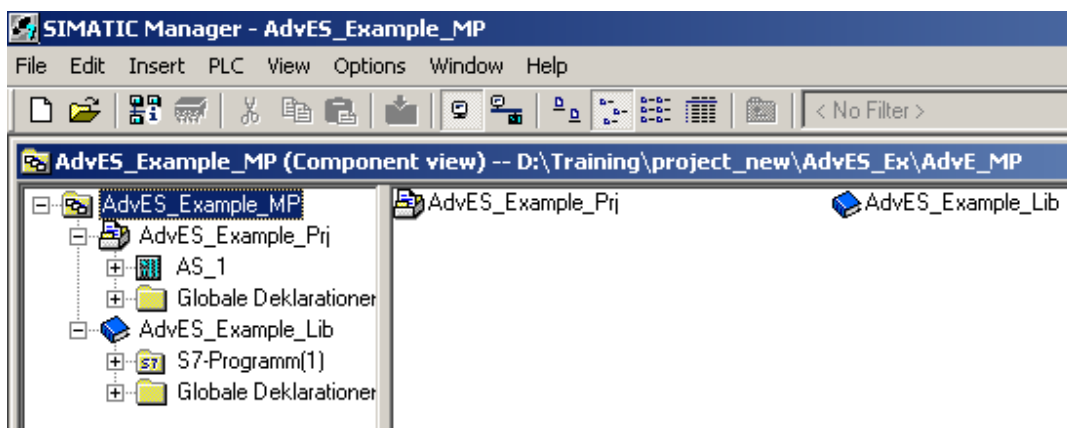 SIMATIC Manager - AdvES_Example_MP
File Edit Insert PLC View Options Window Help
< No Filter >
AdvES_Example_MP (Component view) -- D:\Training\project_new\AdvES_Ex\AdvE_MP
AdvES_Example_MP
AdvES_Example_Prj
AS_1
Globale Deklarationer
AdvES_Example_Lib
S7-Programm(1)
Globale Deklarationer
AdvES_Example_Prj AdvES_Example_Lib